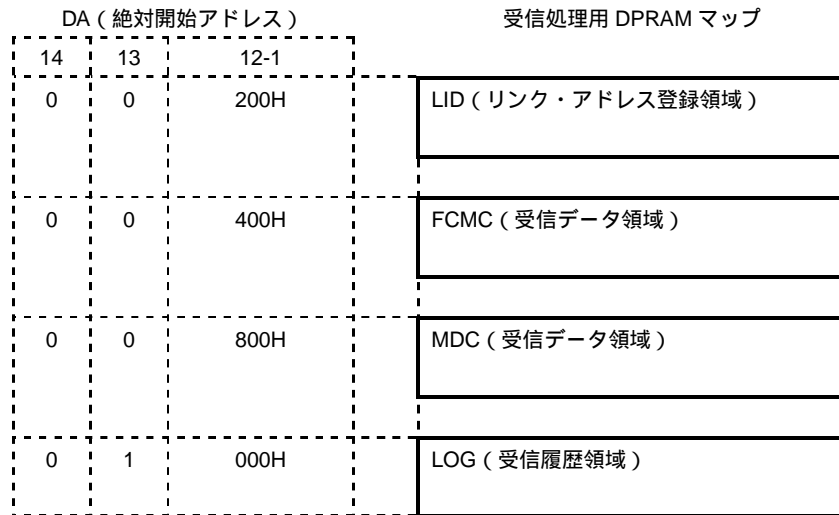 DA（絶対開始アドレス） 受信処理用 DPRAM マップ
14 13 12-1
0 0 200H LID（リンク・アドレス登録領域）
0 0 400H FCMC（受信データ領域）
0 0 800H MDC（受信データ領域）
0 1 000H LOG（受信履歴領域）